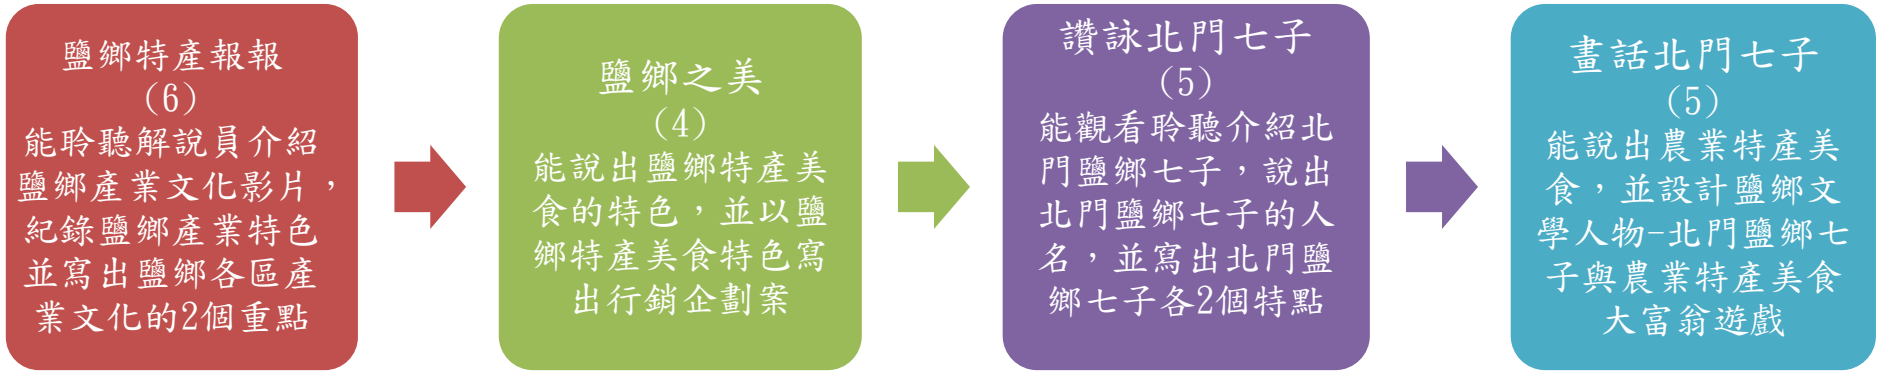 鹽鄉特產報報
(6)
能聆聽解說員介紹
鹽鄉產業文化影片，
紀錄鹽鄉產業特色
並寫出鹽鄉各區產
業文化的2個重點
鹽鄉之美
(4)
能說出鹽鄉特產美
食的特色，並以鹽
鄉特產美食特色寫
出行銷企劃案
讚詠北門七子
(5)
能觀看聆聽介紹北
門鹽鄉七子，說出
北門鹽鄉七子的人
名，並寫出北門鹽
鄉七子各2個特點
畫話北門七子
(5)
能說出農業特產美
食，並設計鹽鄉文
學人物-北門鹽鄉七
子與農業特產美食
大富翁遊戲